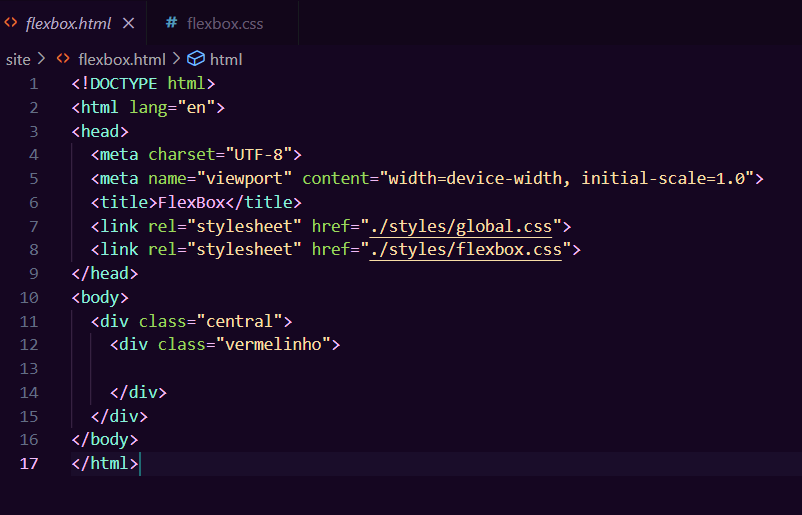 flexbox.html
# flexbox.css
site > flexbox.html > html
1 <!DOCTYPE html>
2 <html lang="en">
3 <head>
4 <meta charset="UTF-8">
5 <meta name="viewport" content="width=device-width, initial-scale=1.0">
6 <title>FlexBox</title>
7 <link rel="stylesheet" href="./styles/global.css">
8 <link rel="stylesheet" href="./styles/flexbox.css">
9 </head>
10 <body>
11 <div class="central">
12 <div class="vermelinho">
13
14 </div>
15 </div>
16 </body>
17 </html>